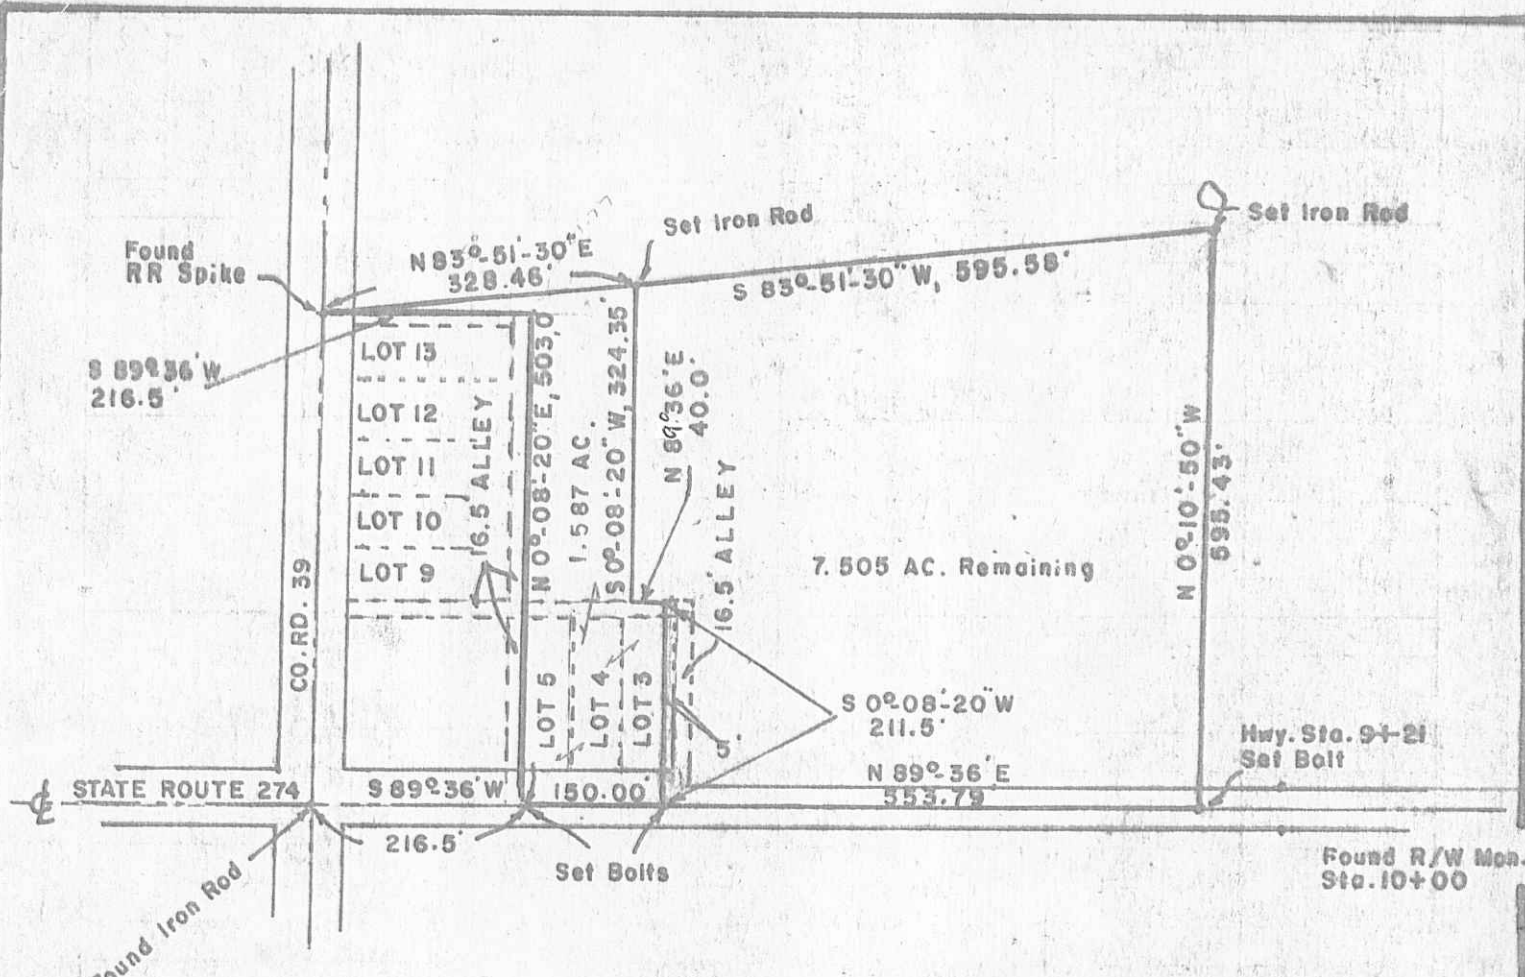 Set Iron Rod
Set Iron Rod
Found
RR Spike
N 83°-51'-30"E
328.46'
S 83°-51'-30"W, 595.58'
S 89°36'W
216.5'
LOT 13
LOT 12
LOT 11
LOT 10
LOT 9
16.5' ALLEY
N 0°-08'-20"E, 503.0
1.587 AC.
S 0°-08'-20"W, 324.35'
N 89°36'E
40.0'
16.5' ALLEY
7.505 AC. Remaining
N 0°-10'-50"W
595.43'
CO. RD. 39
LOT 5
LOT 4
LOT 3
5'
S 0°-08'-20"W
211.5'
Hwy. Sta. 9+21
Set Bolt
N 89°-36'E
553.79'
STATE ROUTE 274
S 89°36'W
150.00'
216.5'
Set Bolts
Found R/W Mon.
Sta. 10+00
ound Iron Rod